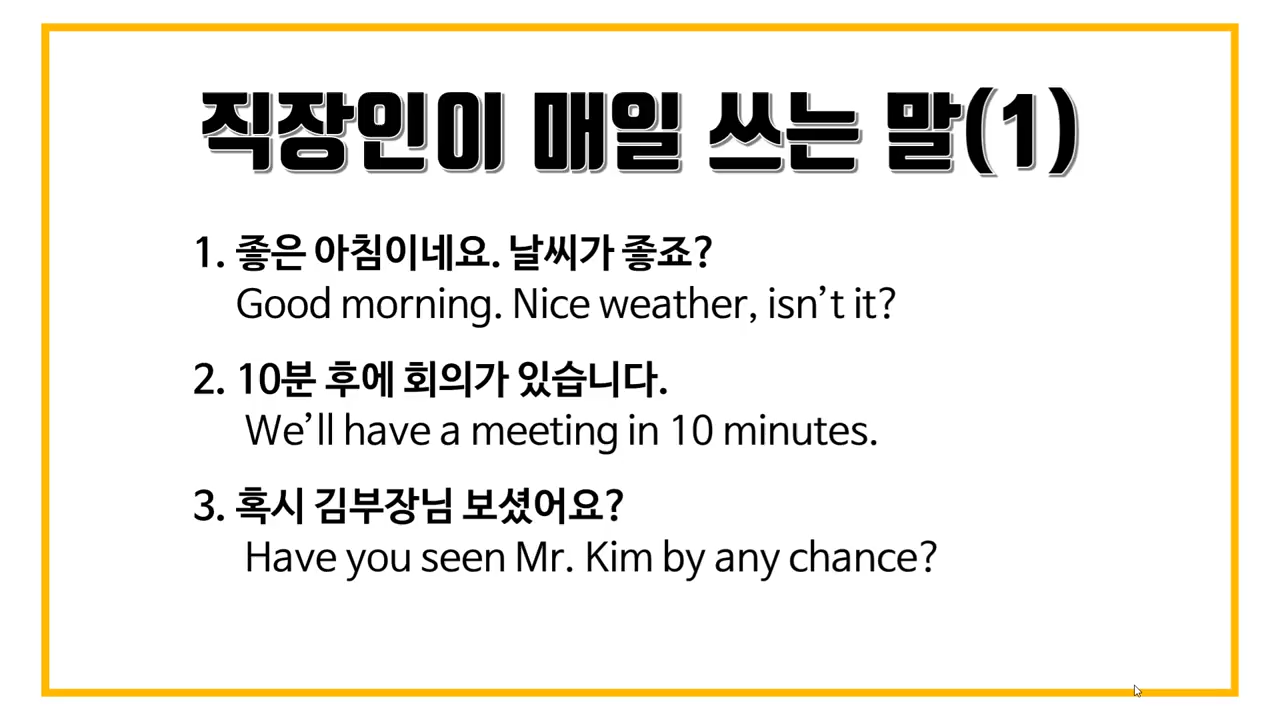 직장인이 매일 쓰는 말(1)
1. 좋은 아침이네요. 날씨가 좋죠?
Good morning. Nice weather, isn’t it?
2. 10분 후에 회의가 있습니다.
We’ll have a meeting in 10 minutes.
3. 혹시 김부장님 보셨어요?
Have you seen Mr. Kim by any chance?